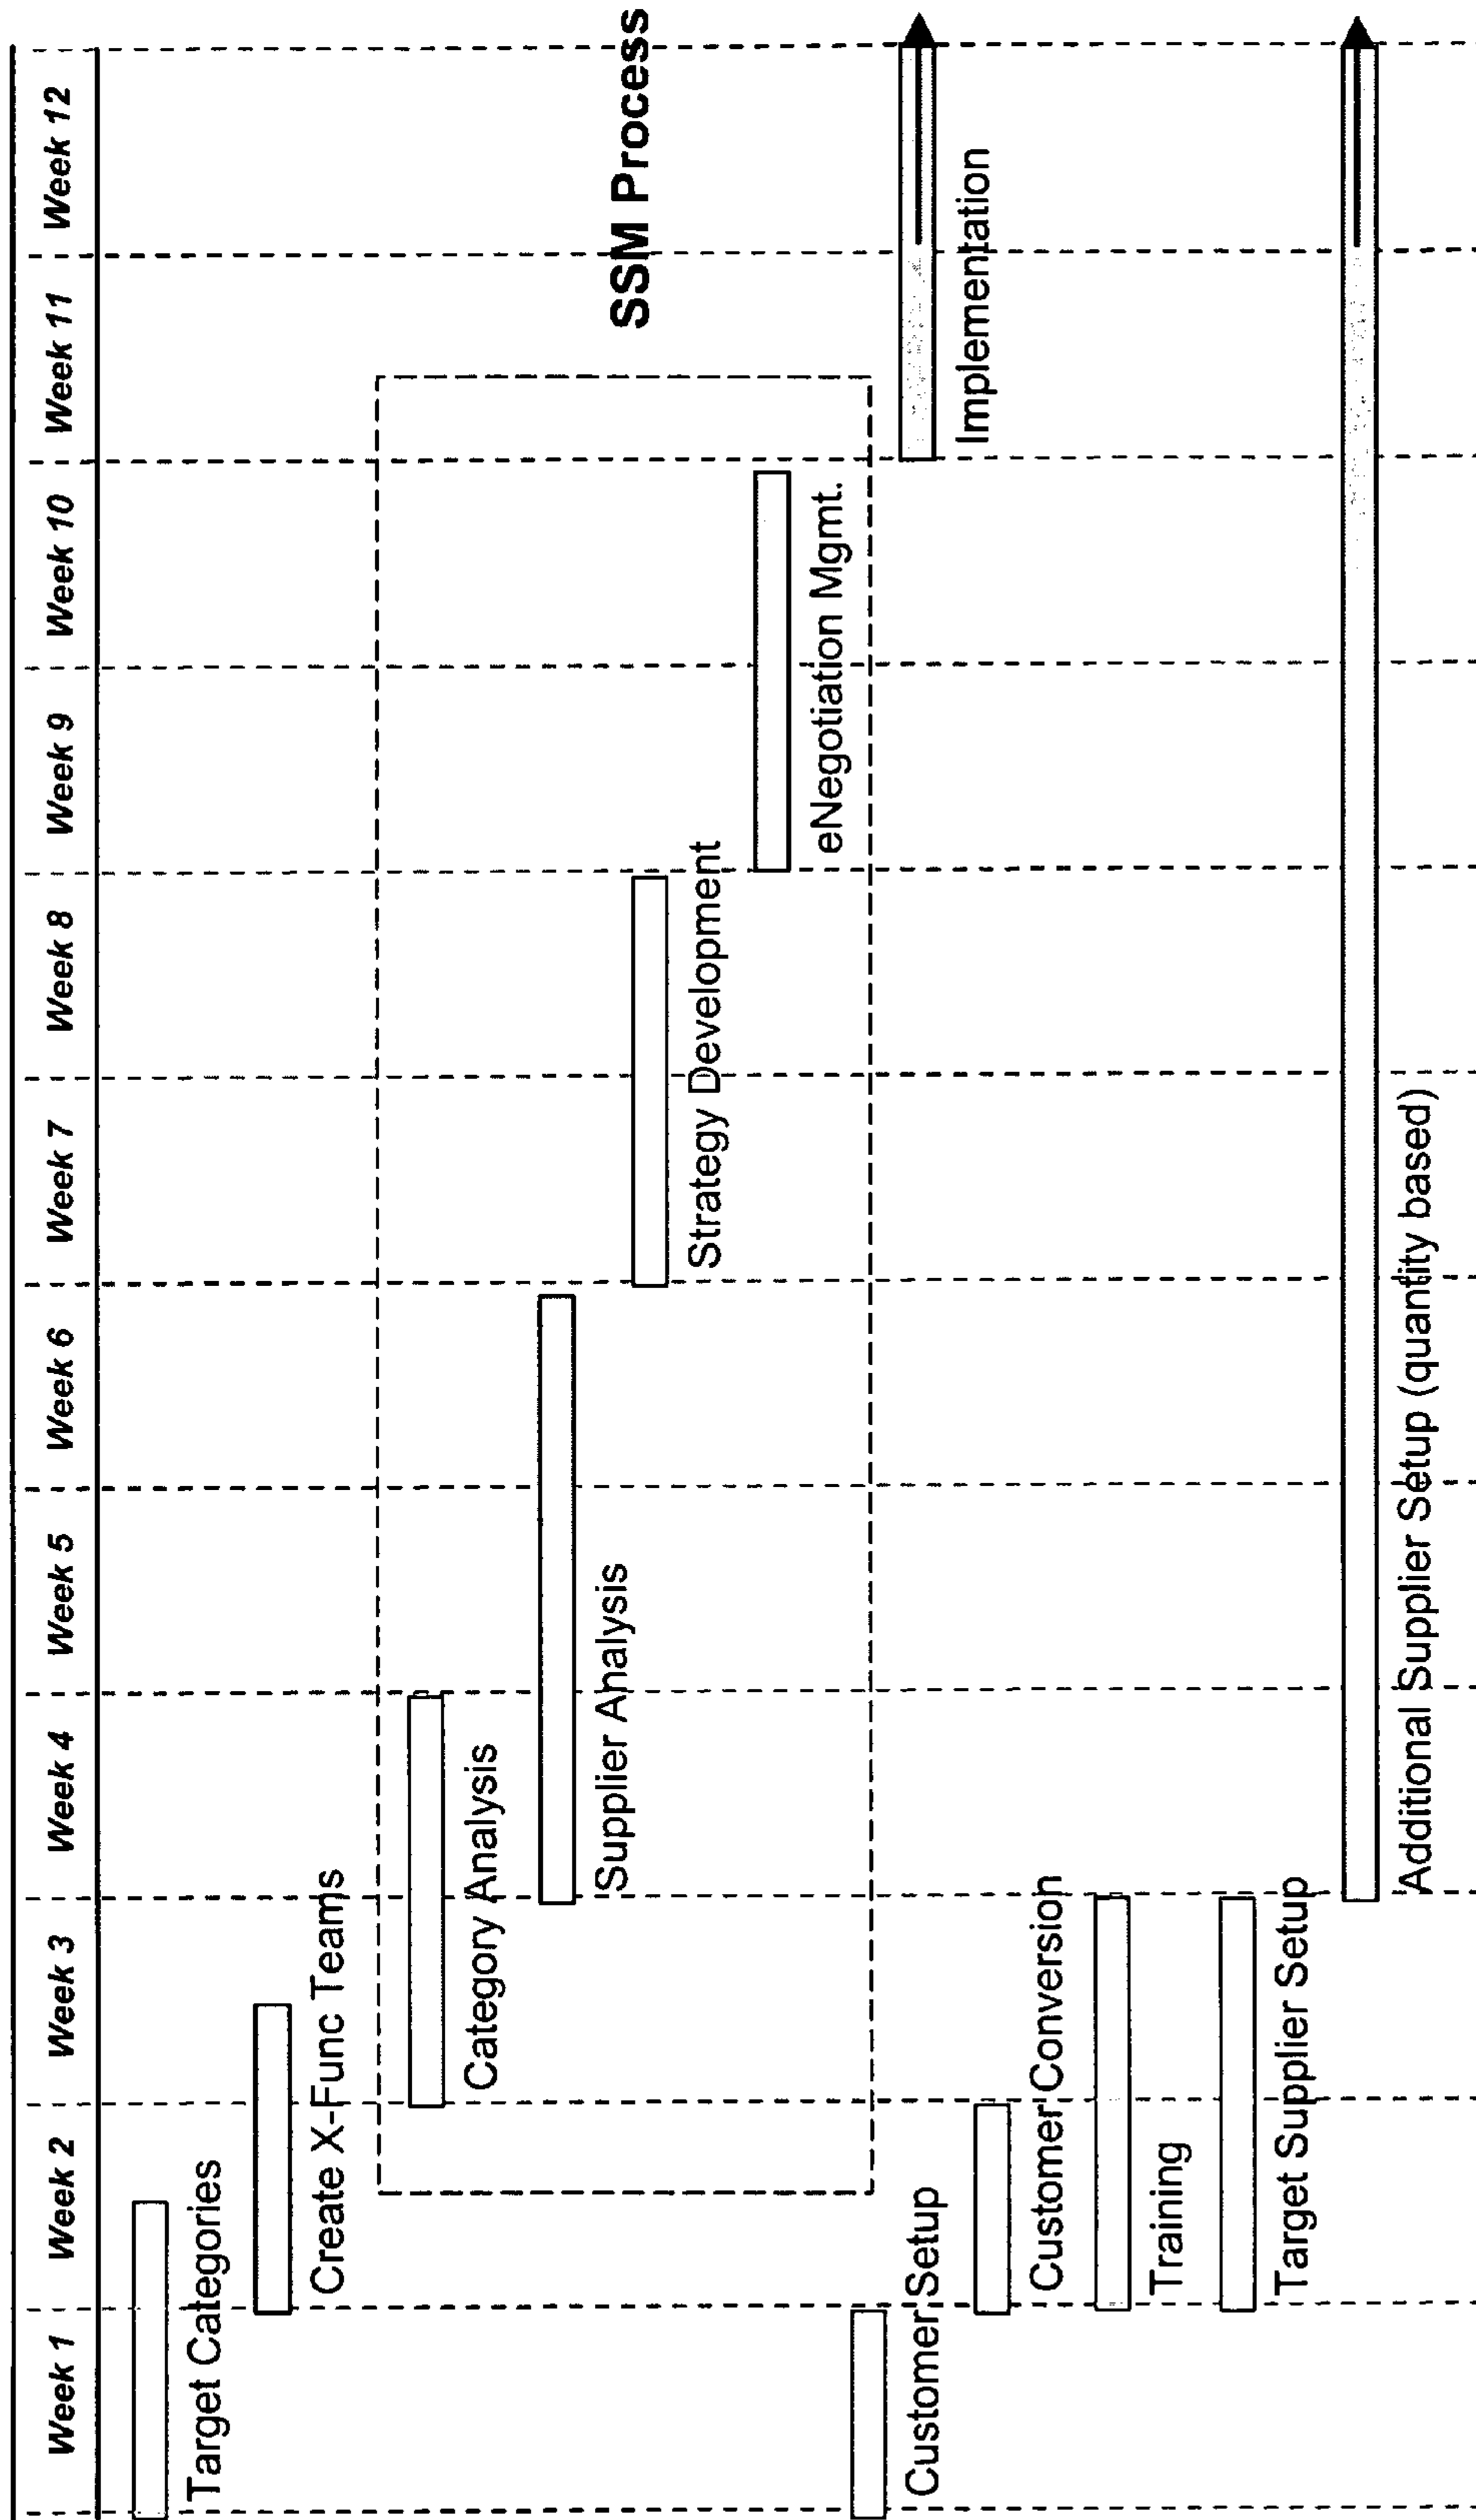 Week 1 Week 2 Week 3 Week 4 Week 5 Week 6 Week 7 Week 8 Week 9 Week 10 Week 11 Week 12
Target Categories
Create X-Func Teams
Category Analysis
Supplier Analysis
SSM Process
Strategy Development
eNegotiation Mgmt.
Customer Setup
Implementation
Customer Conversion
Training
Target Supplier Setup
Additional Supplier Setup (quantity based)